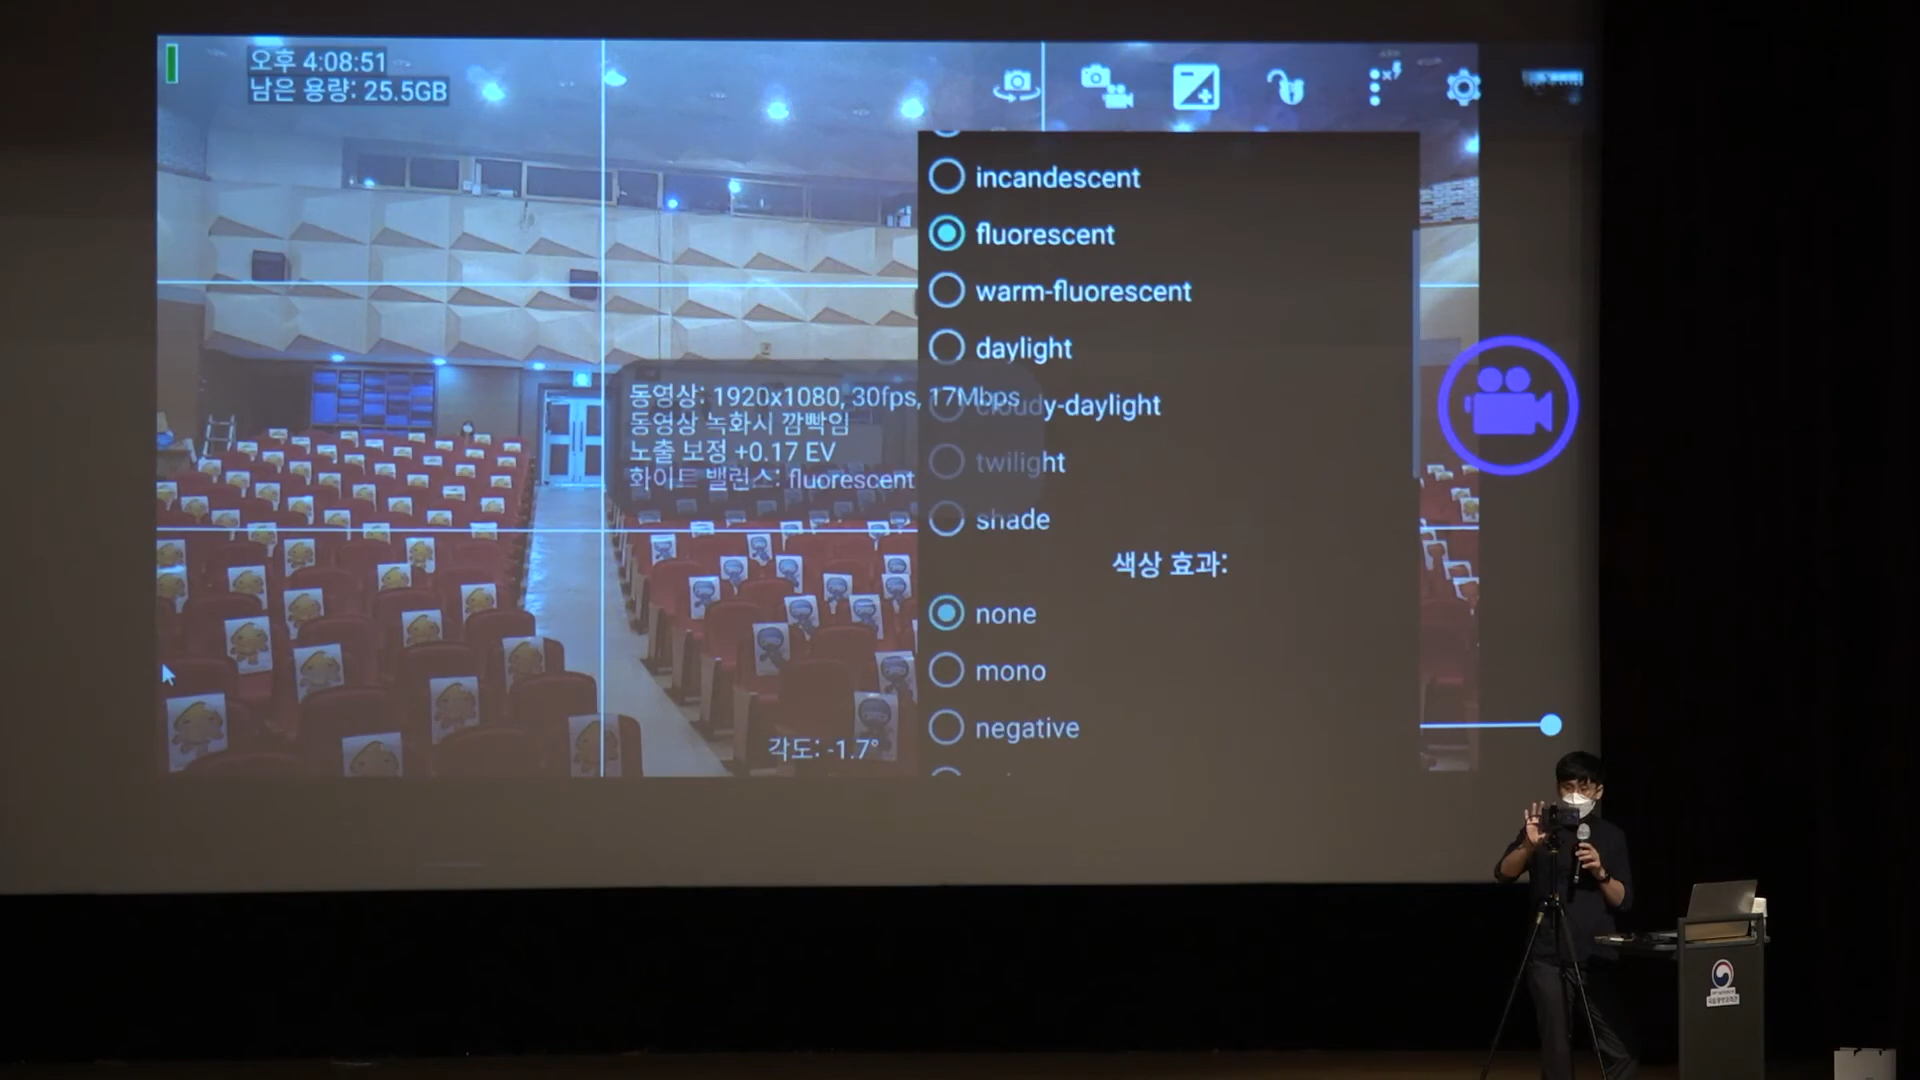 오후 4:08:51
남은 용량: 25.5GB
incandescent
fluorescent
warm-fluorescent
daylight
cloudy-daylight
twilight
shade
동영상: 1920x1080, 30fps, 17Mbps
동영상 녹화시 깜빡임
노출 보정 +0.17 EV
화이트 밸런스: fluorescent
색상 효과:
none
mono
negative
각도: -1.7°